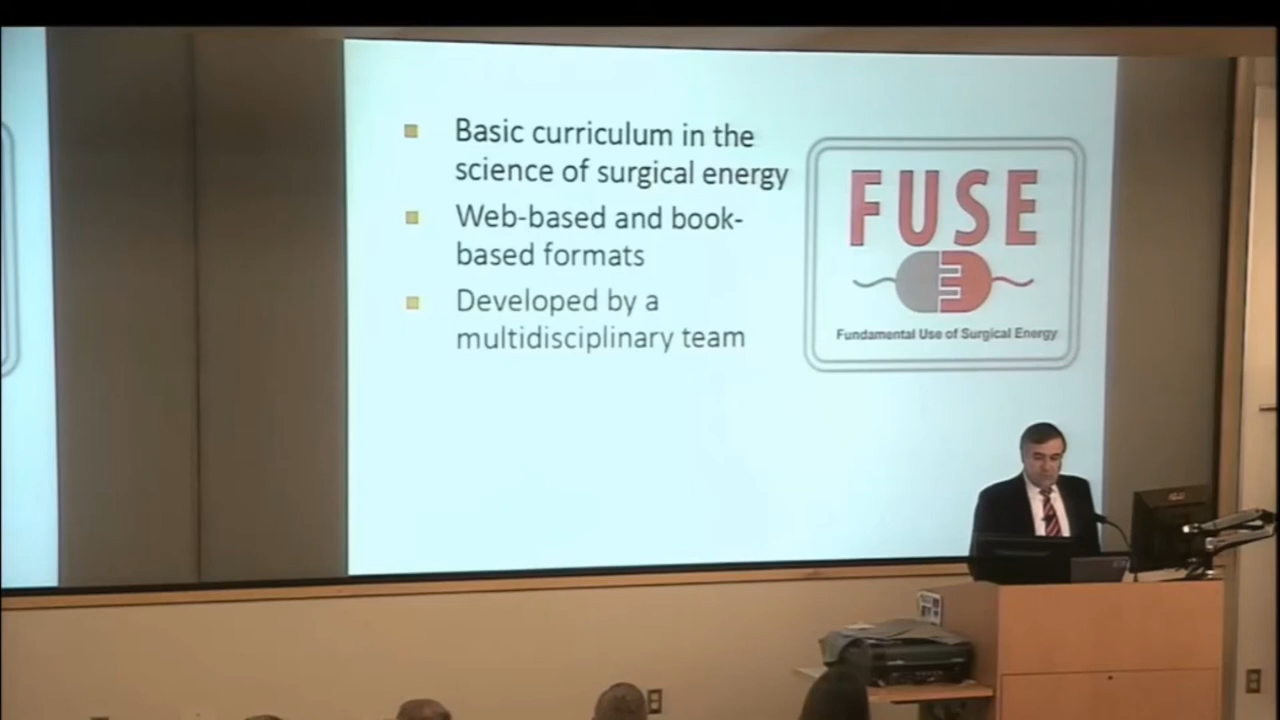 Basic curriculum in the
science of surgical energy
Web-based and book-
based formats
Developed by a
multidisciplinary team
FUSE
Fundamental Use of Surgical Energy